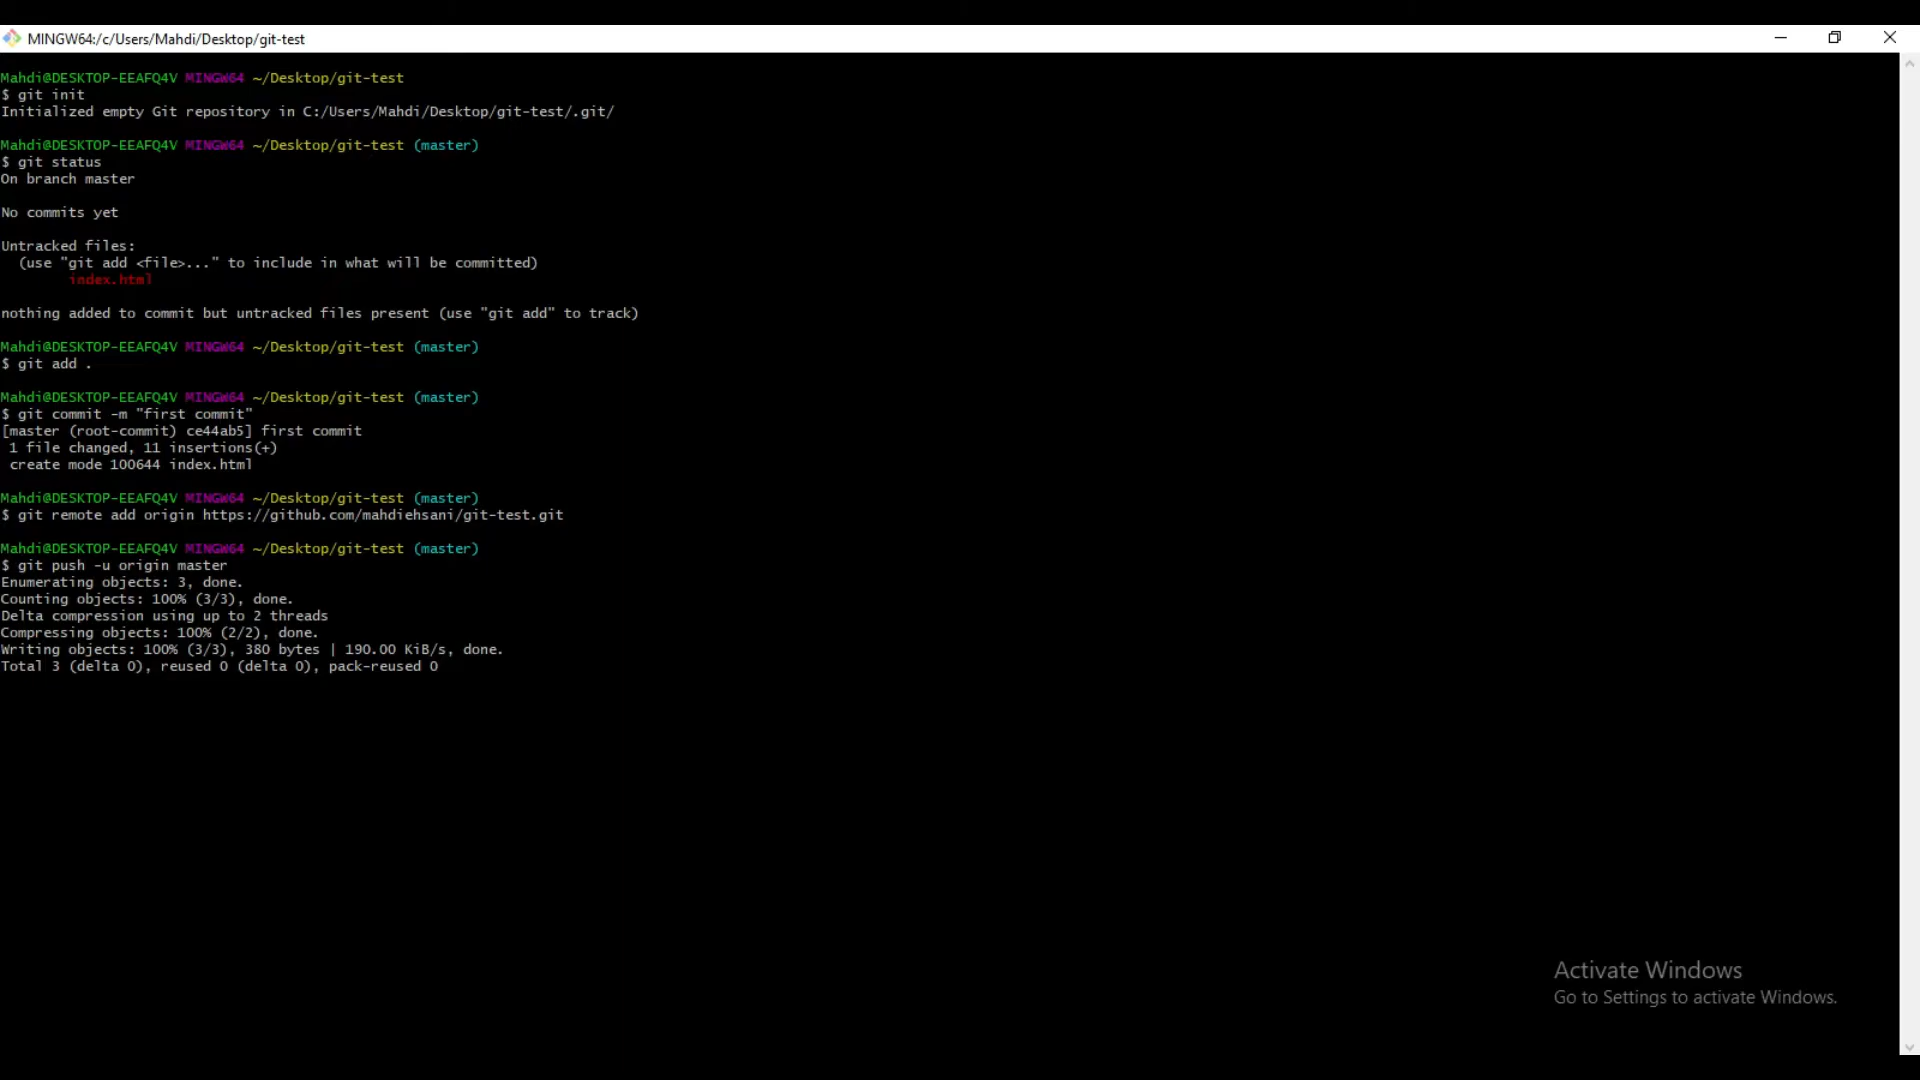 MINGW64:/c/Users/Mahdi/Desktop/git-test
Mahdi@DESKTOP-EEAFQ4V MINGW64 ~/Desktop/git-test
$ git init
Initialized empty Git repository in C:/Users/Mahdi/Desktop/git-test/.git/
Mahdi@DESKTOP-EEAFQ4V MINGW64 ~/Desktop/git-test (master)
$ git status
On branch master
No commits yet
Untracked files:
(use "git add <file>..." to include in what will be committed)
index.html
nothing added to commit but untracked files present (use "git add" to track)
Mahdi@DESKTOP-EEAFQ4V MINGW64 ~/Desktop/git-test (master)
$ git add .
Mahdi@DESKTOP-EEAFQ4V MINGW64 ~/Desktop/git-test (master)
$ git commit -m "first commit"
[master (root-commit) ce44ab5] first commit
1 file changed, 11 insertions(+)
create mode 100644 index.html
Mahdi@DESKTOP-EEAFQ4V MINGW64 ~/Desktop/git-test (master)
$ git remote add origin https://github.com/mahdiehsani/git-test.git
Mahdi@DESKTOP-EEAFQ4V MINGW64 ~/Desktop/git-test (master)
$ git push -u origin master
Enumerating objects: 3, done.
Counting objects: 100% (3/3), done.
Delta compression using up to 2 threads
Compressing objects: 100% (2/2), done.
Writing objects: 100% (3/3), 380 bytes | 190.00 KiB/s, done.
Total 3 (delta 0), reused 0 (delta 0), pack-reused 0
Activate Windows
Go to Settings to activate Windows.